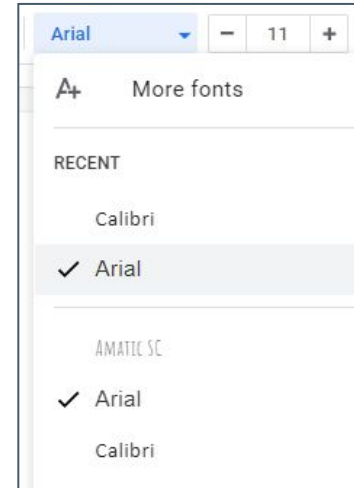 Arial - 11 +
A+ More fonts
RECENT
Calibri
Arial
AMATIC SC
Arial
Calibri